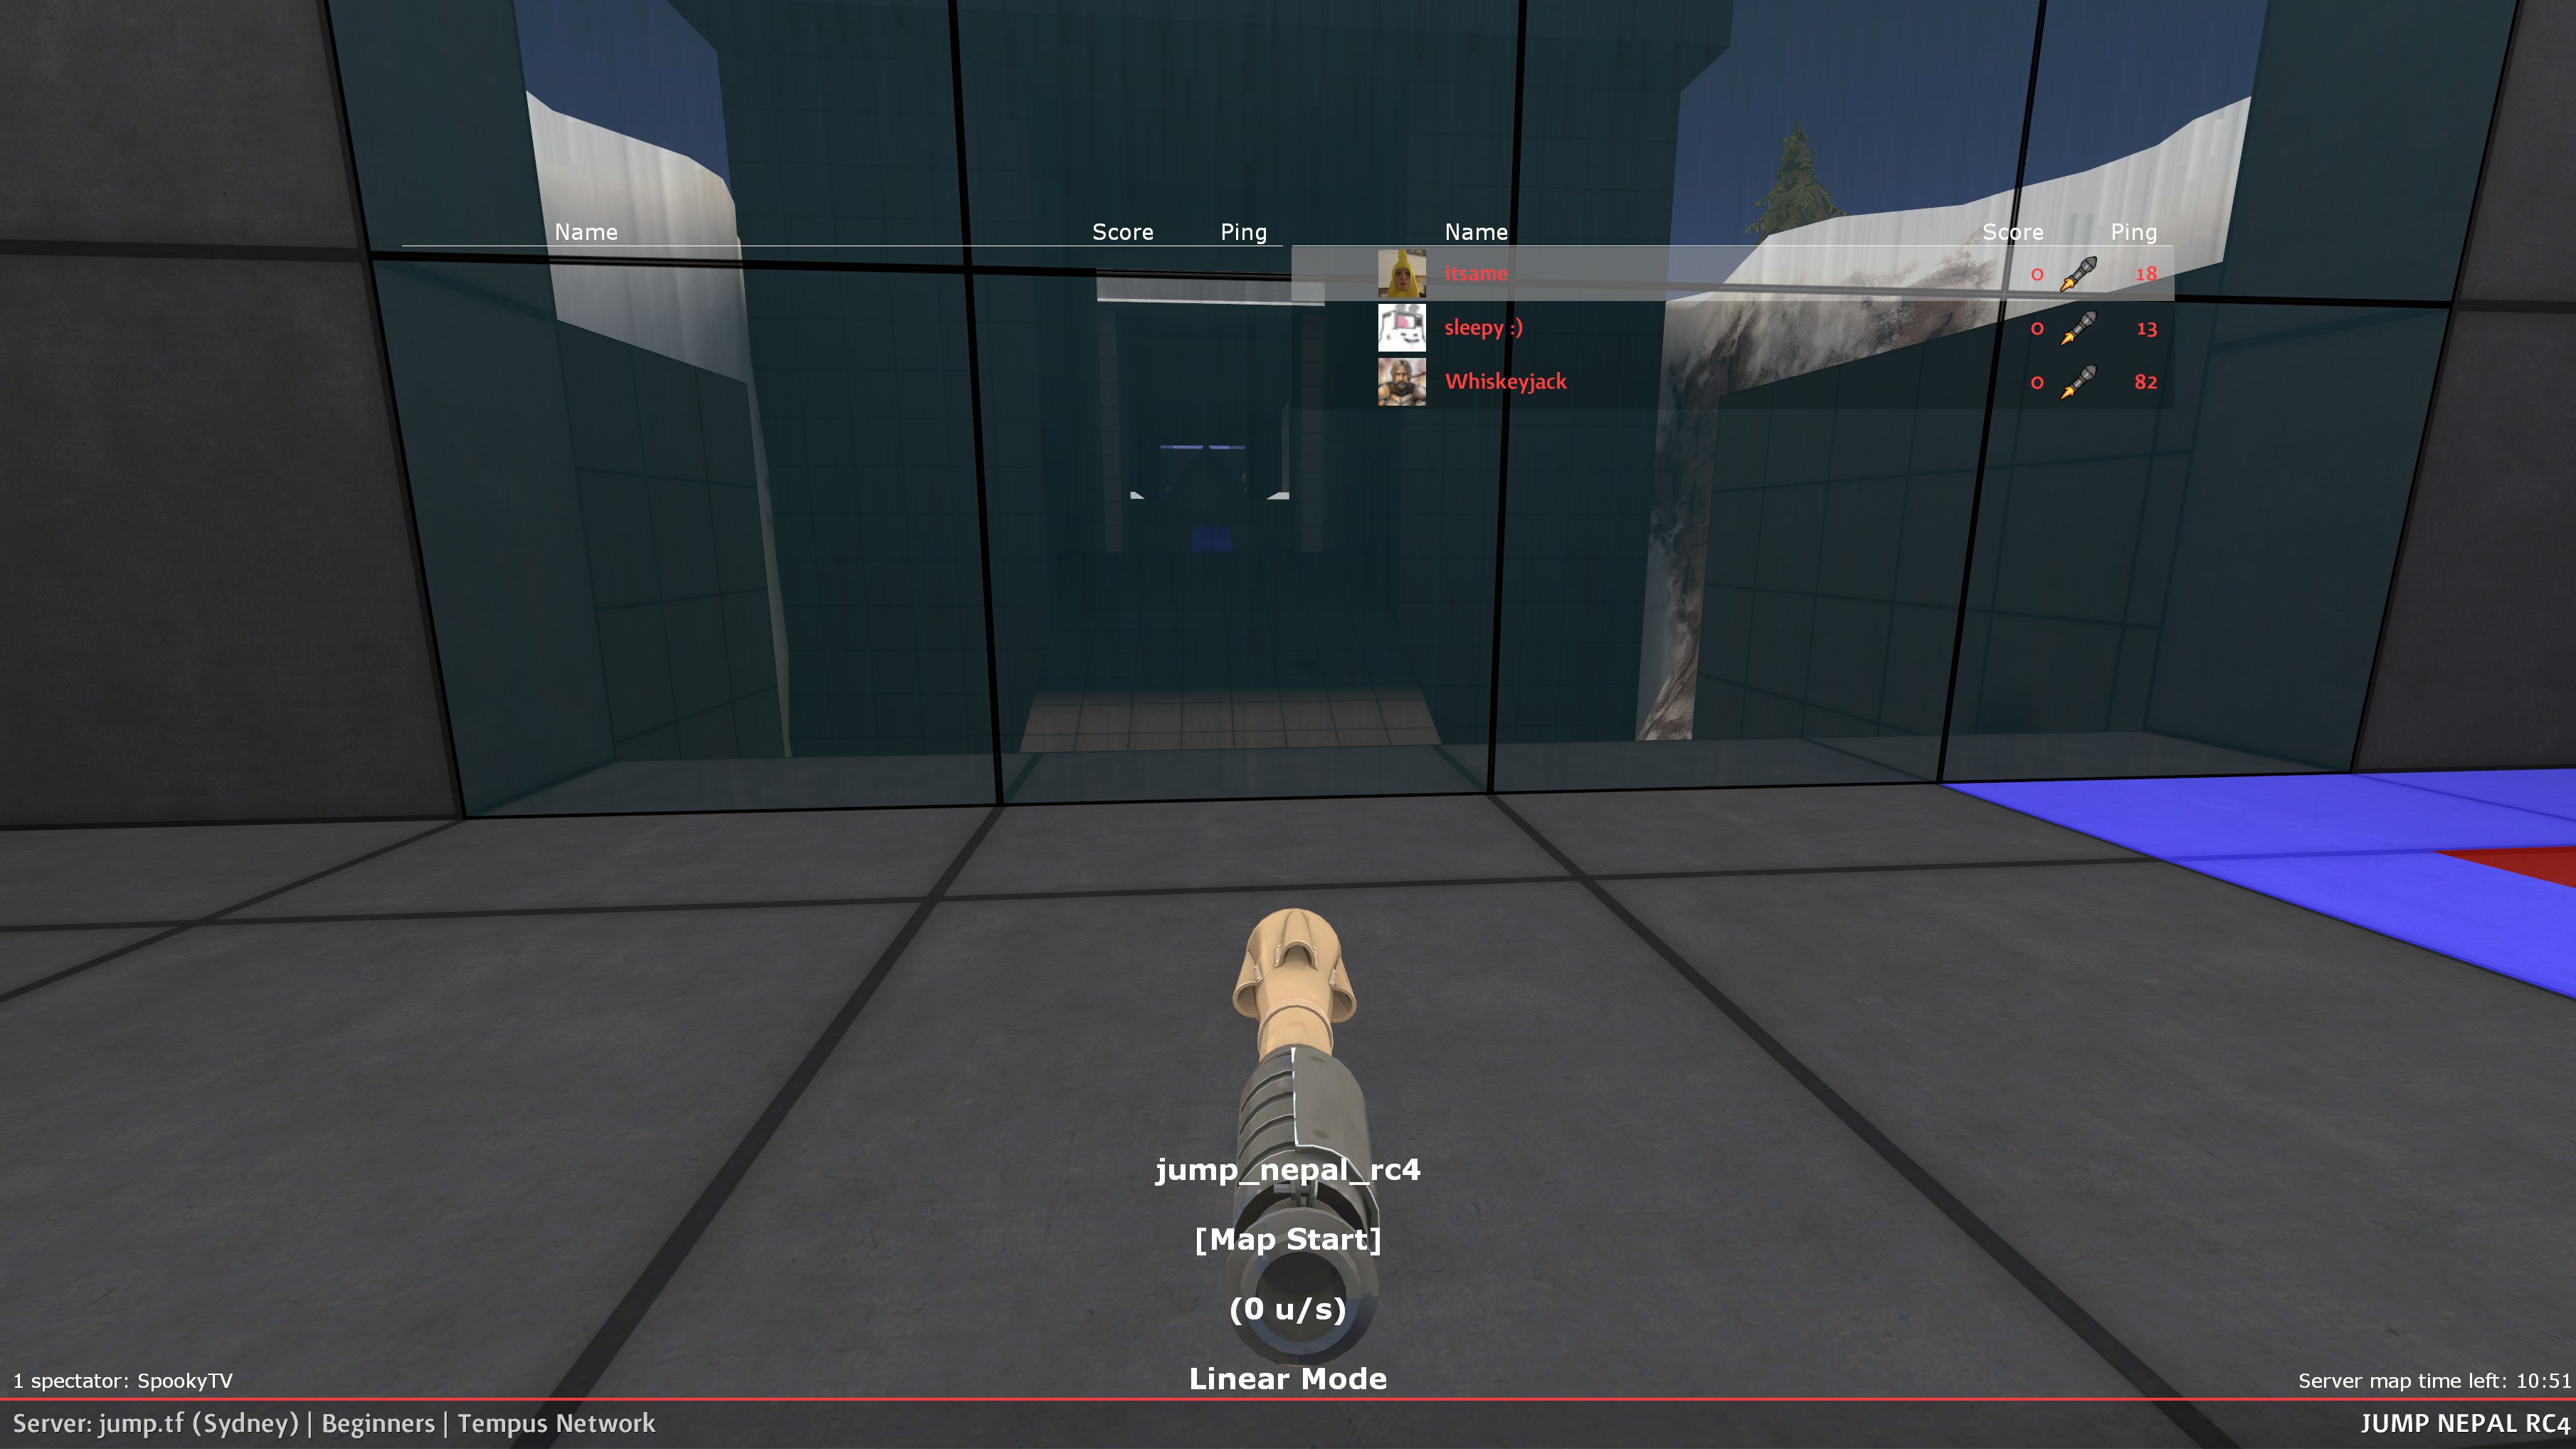 Name Score Ping Name Score Ping
itsame 0 18
sleepy :) 0 13
Whiskeyjack 0 82
jump_nepal_rc4
[Map Start]
(0 u/s)
Linear Mode
1 spectator: SpookyTV
Server map time left: 10:51
Server: jump.tf (Sydney) | Beginners | Tempus Network
JUMP NEPAL RC4